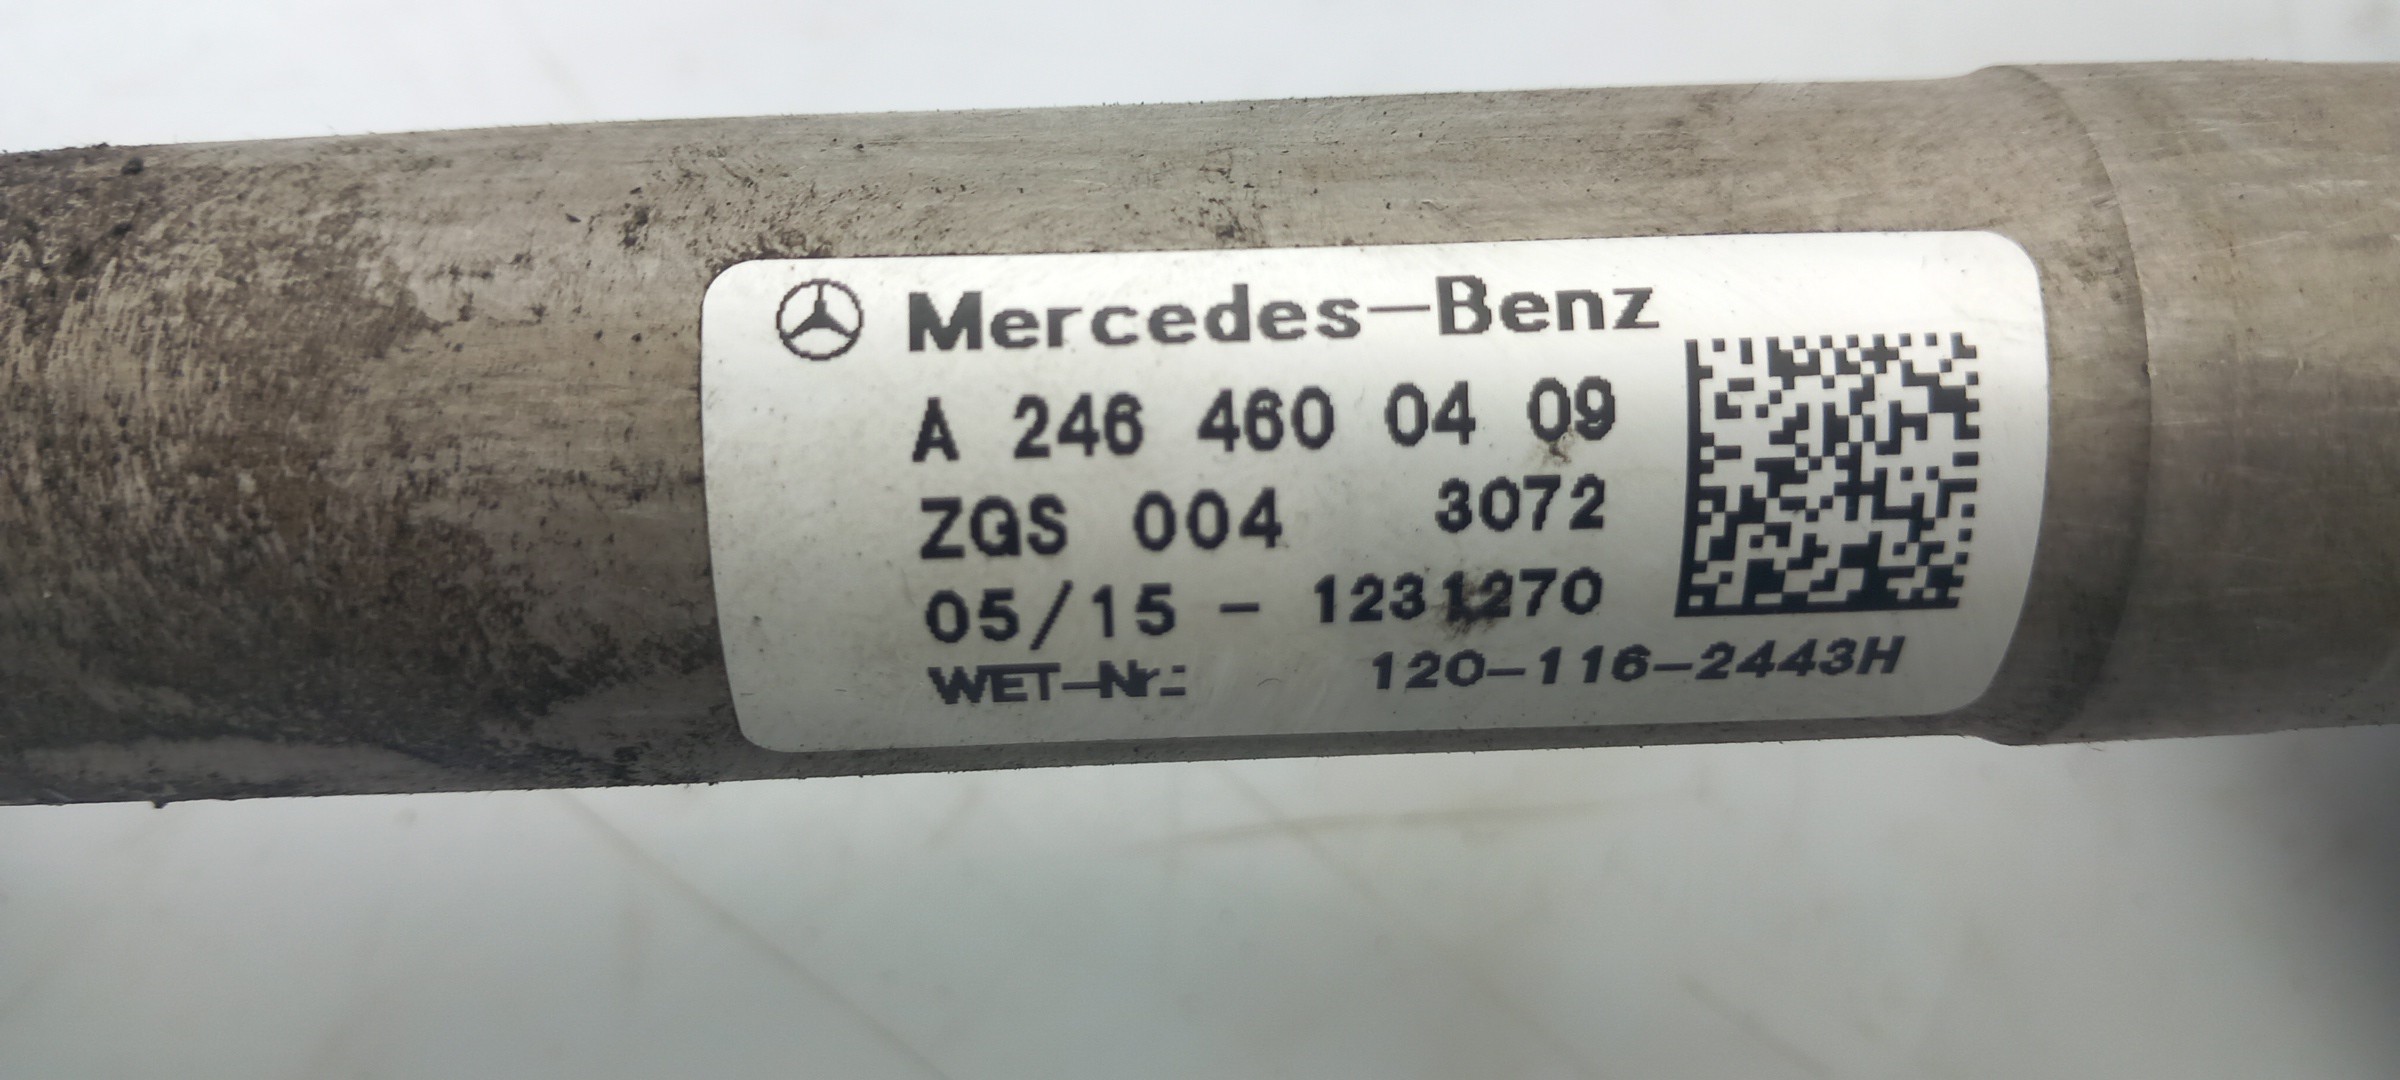 Mercedes-Benz
A 246 460 04 09
ZGS 004 3072
05/15 - 1231270
WET-Nr.: 120-116-2443H